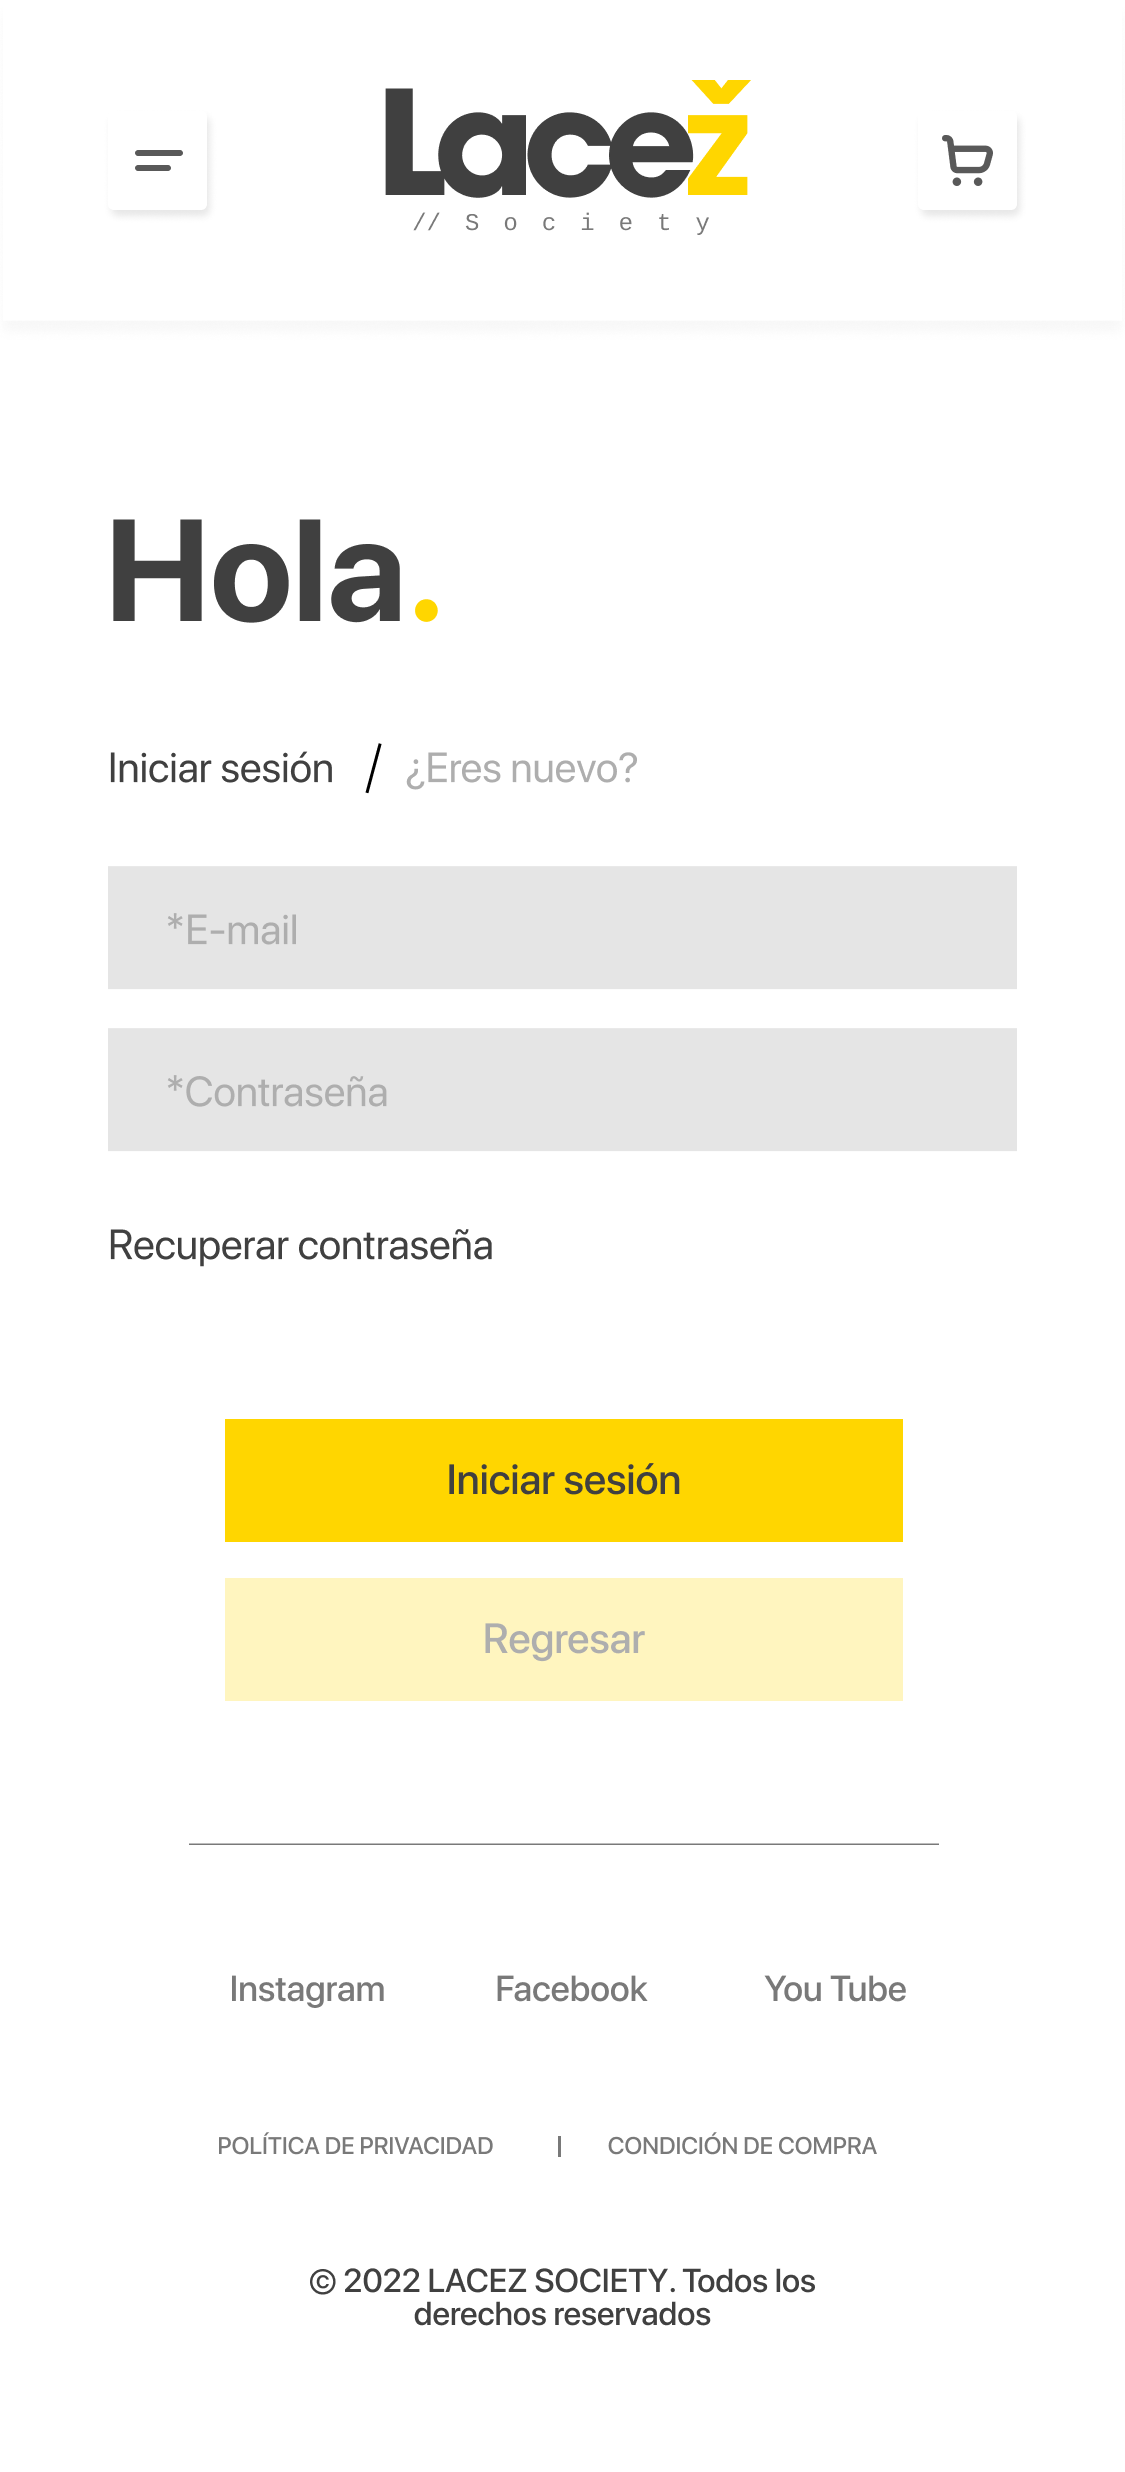 Lacež
// Society
Hola.
Iniciar sesión / ¿Eres nuevo?
*E-mail
*Contraseña
Recuperar contraseña
Iniciar sesión
Regresar
Instagram Facebook You Tube
POLÍTICA DE PRIVACIDAD | CONDICIÓN DE COMPRA
© 2022 LACEZ SOCIETY. Todos los
derechos reservados